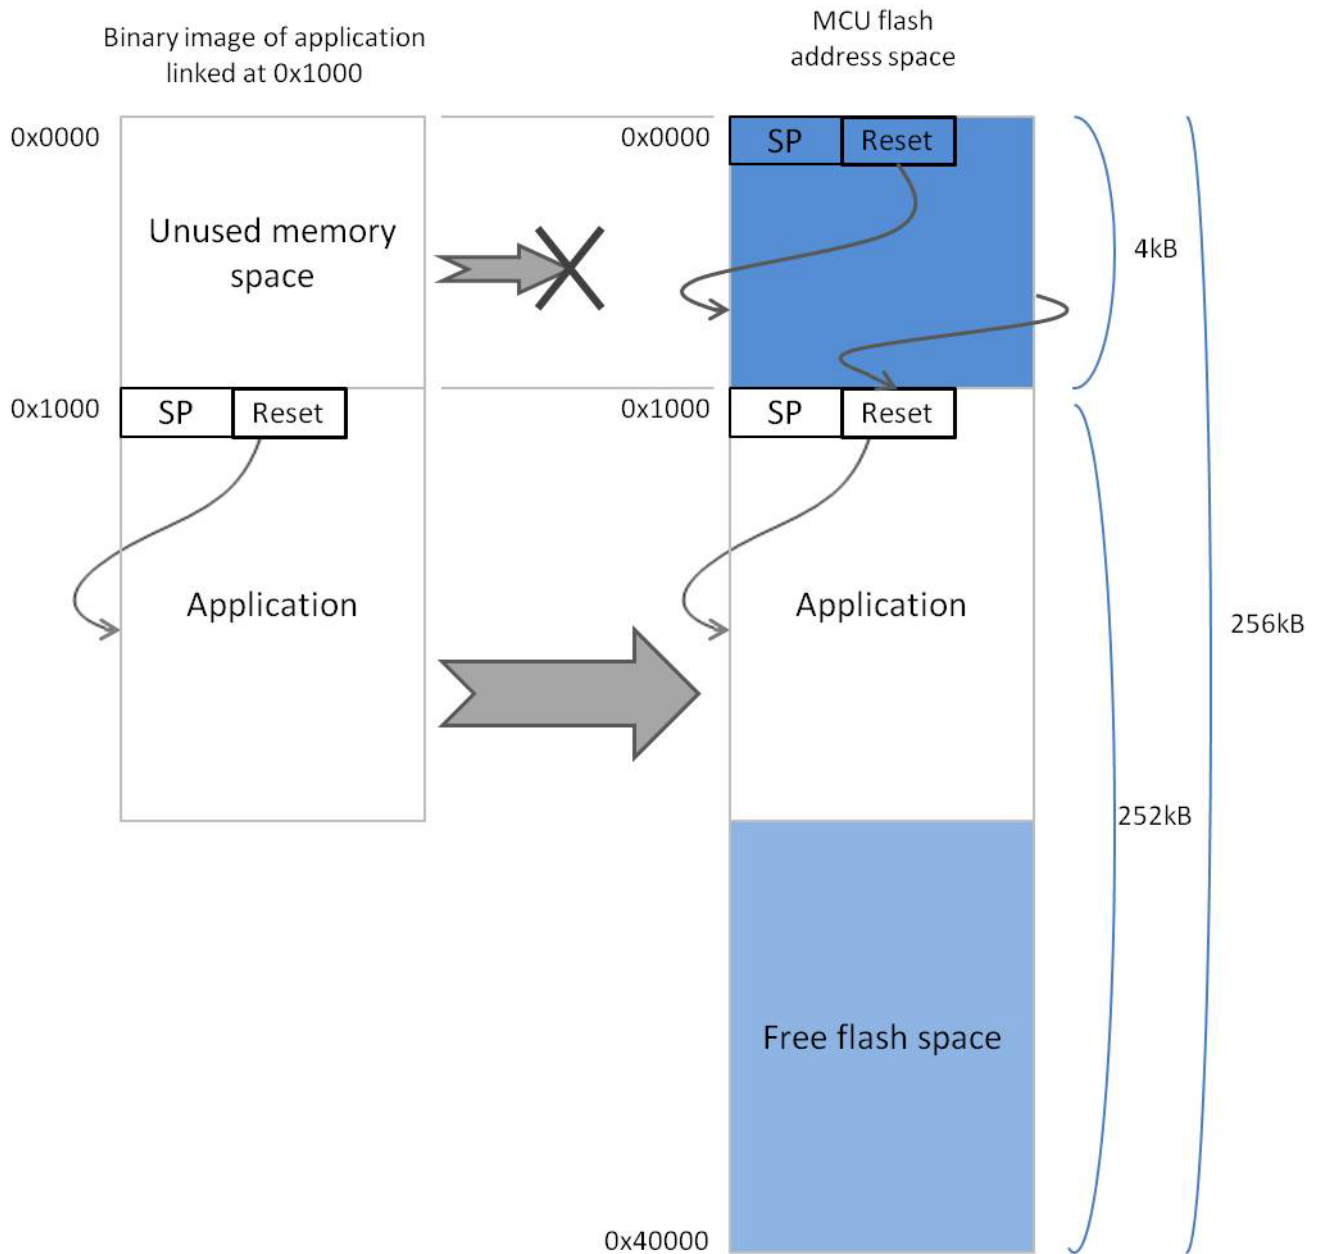 Binary image of application
linked at 0x1000
MCU flash
address space
0x0000
0x0000
SP
Reset
Unused memory
space
4kB
0x1000
SP
Reset
0x1000
SP
Reset
Application
Application
256kB
252kB
Free flash space
0x40000